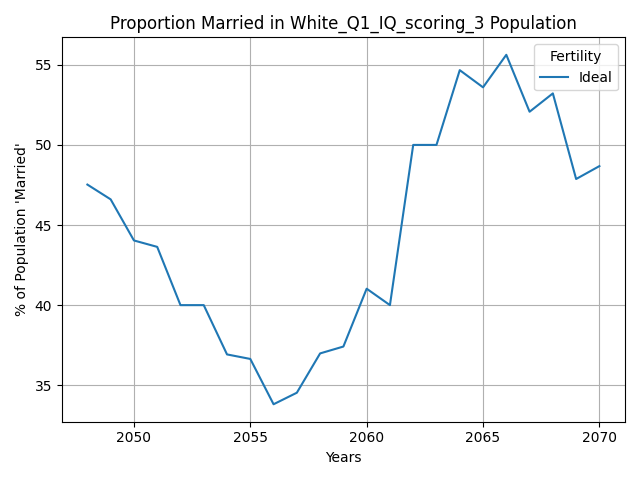 Proportion Married in White_Q1_IQ_scoring_3 Population
Fertility
Ideal
55
50
45
40
35
% of Population 'Married'
2050
2055
2060
2065
2070
Years